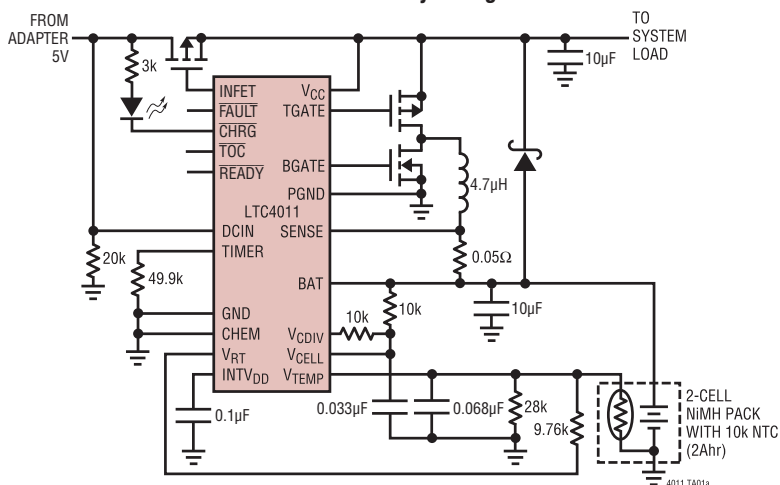 FROM
ADAPTER
5V
TO
SYSTEM
LOAD
3k
10µF
INFET
FAULT
CHRG
TOC
READY
VCC
TGATE
BGATE
PGND
LTC4011
4.7µH
DCIN
SENSE
TIMER
20k
49.9k
0.05Ω
BAT
10k
10µF
GND
CHEM
VRT
INTVDD
10k
VCDIV
VCELL
VTEMP
0.1µF
0.033µF
0.068µF
28k
9.76k
2-CELL
NiMH PACK
WITH 10k NTC
(2Ahr)
4011 TA01a